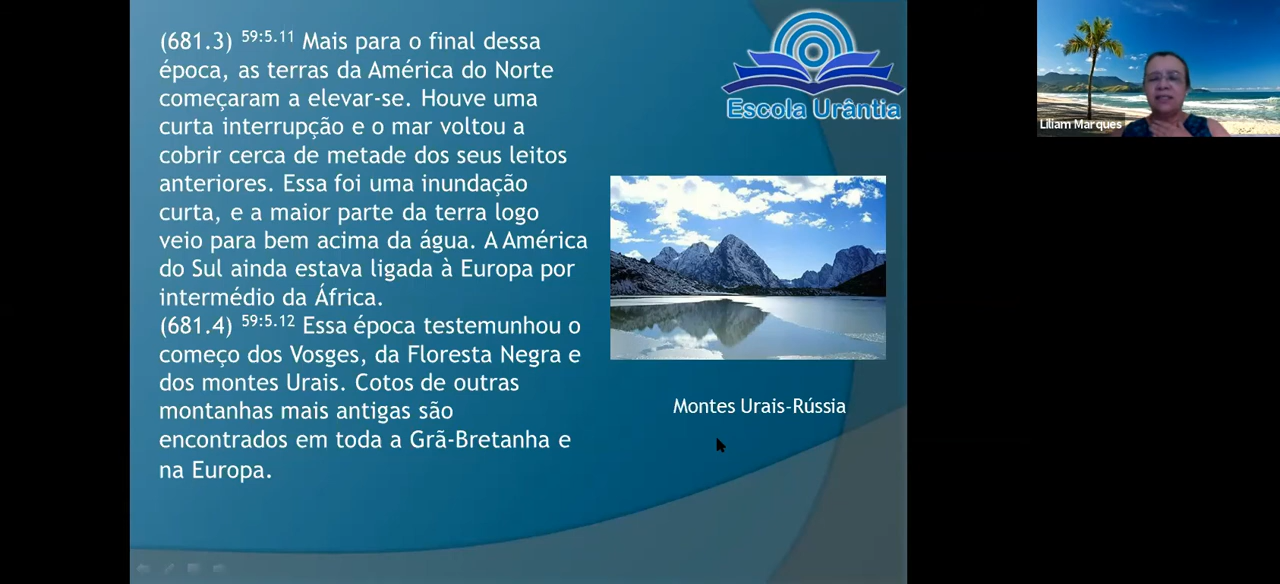 (681.3) 59:5.11 Mais para o final dessa
época, as terras da América do Norte
começaram a elevar-se. Houve uma
curta interrupção e o mar voltou a
cobrir cerca de metade dos seus leitos
anteriores. Essa foi uma inundação
curta, e a maior parte da terra logo
veio para bem acima da água. A América
do Sul ainda estava ligada à Europa por
intermédio da África.
(681.4) 59:5.12 Essa época testemunhou o
começo dos Vosges, da Floresta Negra e
dos montes Urais. Cotos de outras
montanhas mais antigas são
encontrados em toda a Grã-Bretanha e
na Europa.
Escola Urântia
Montes Urais-Rússia
Liliam Marques